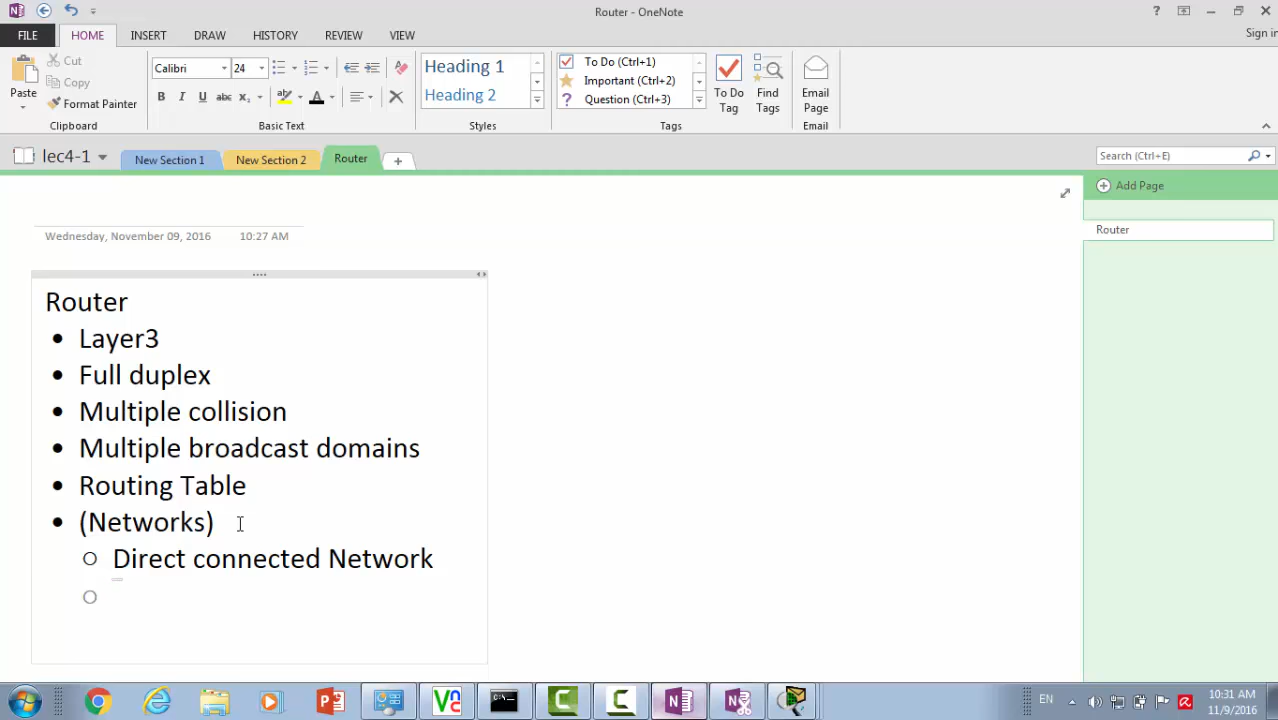 Router - OneNote
?
Sign in
FILE
HOME
INSERT
DRAW
HISTORY
REVIEW
VIEW
Paste
Cut
Copy
Format Painter
Clipboard
Calibri
24
B I U abc X₂
A
Basic Text
Heading 1
Heading 2
Styles
To Do (Ctrl+1)
Important (Ctrl+2)
? Question (Ctrl+3)
To Do Tag
Find Tags
Tags
Email Page
Email
lec4-1
New Section 1
New Section 2
Router
+
Search (Ctrl+E)
Add Page
Router
Wednesday, November 09, 2016 10:27 AM
Router
• Layer3
• Full duplex
• Multiple collision
• Multiple broadcast domains
• Routing Table
• (Networks)
o Direct connected Network
o
EN
10:31 AM
11/9/2016